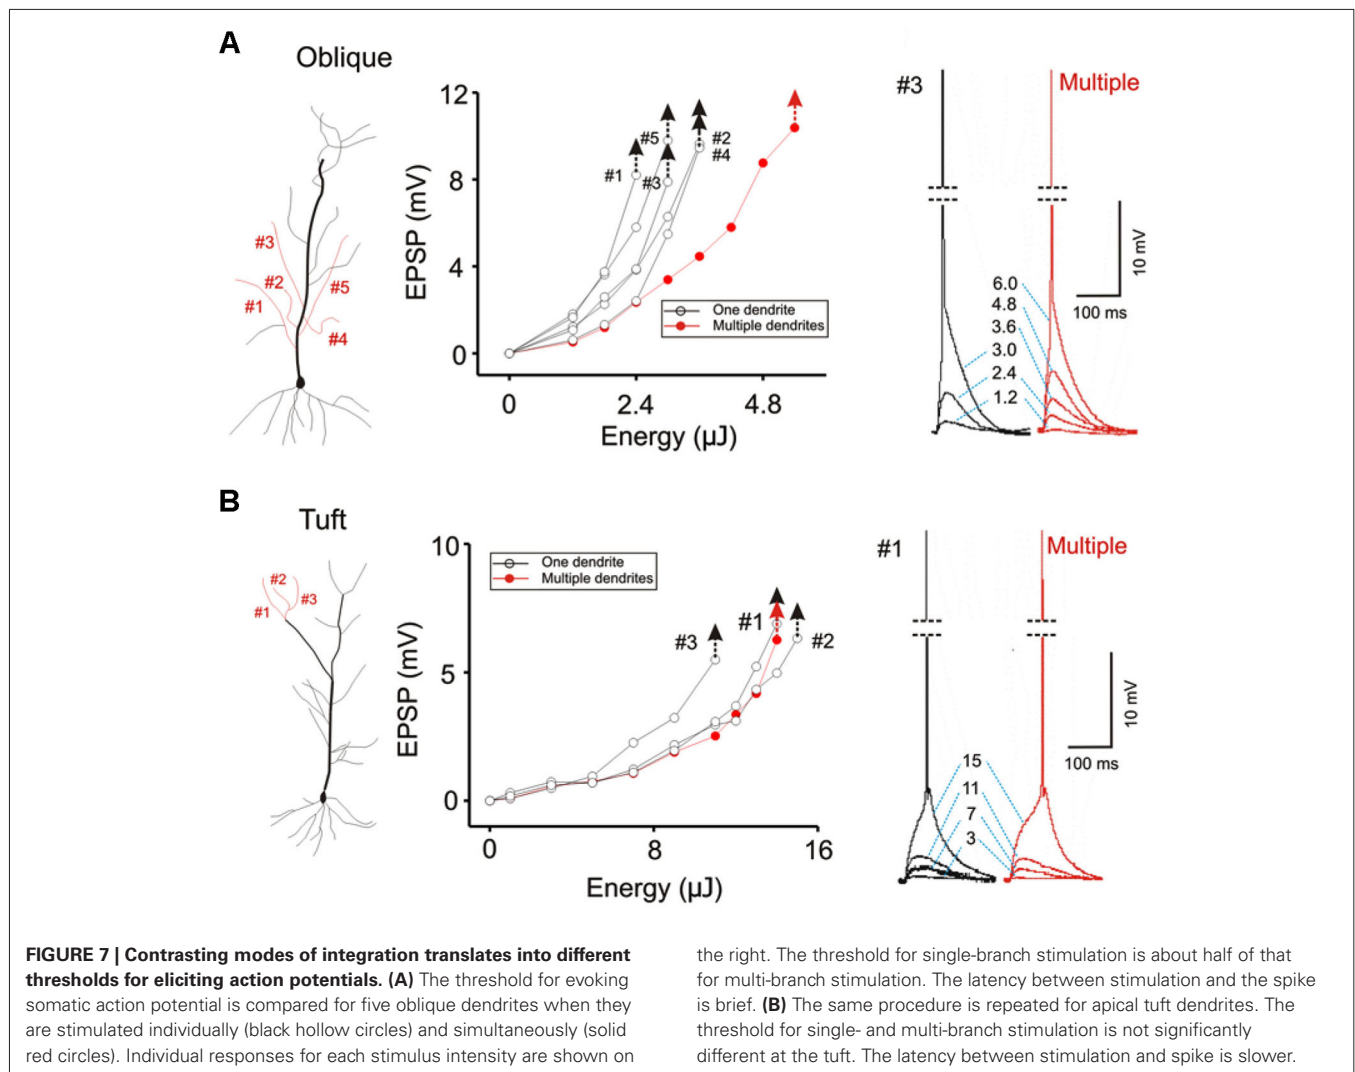 A
Oblique
#3
#2
#1
#5
#4
EPSP (mV)
12
8
4
0
#5
#1
#3
#2
#4
One dendrite
Multiple dendrites
0
2.4
4.8
Energy (µJ)
#3
Multiple
6.0
4.8
3.6
3.0
2.4
1.2
10 mV
100 ms
B
Tuft
#2
#3
#1
EPSP (mV)
10
5
0
One dendrite
Multiple dendrites
#3
#1
#2
0
8
16
Energy (µJ)
#1
Multiple
15
11
7
3
10 mV
100 ms
FIGURE 7 | Contrasting modes of integration translates into different
thresholds for eliciting action potentials. (A) The threshold for evoking
somatic action potential is compared for five oblique dendrites when they
are stimulated individually (black hollow circles) and simultaneously (solid
red circles). Individual responses for each stimulus intensity are shown on
the right. The threshold for single-branch stimulation is about half of that
for multi-branch stimulation. The latency between stimulation and the spike
is brief. (B) The same procedure is repeated for apical tuft dendrites. The
threshold for single- and multi-branch stimulation is not significantly
different at the tuft. The latency between stimulation and spike is slower.